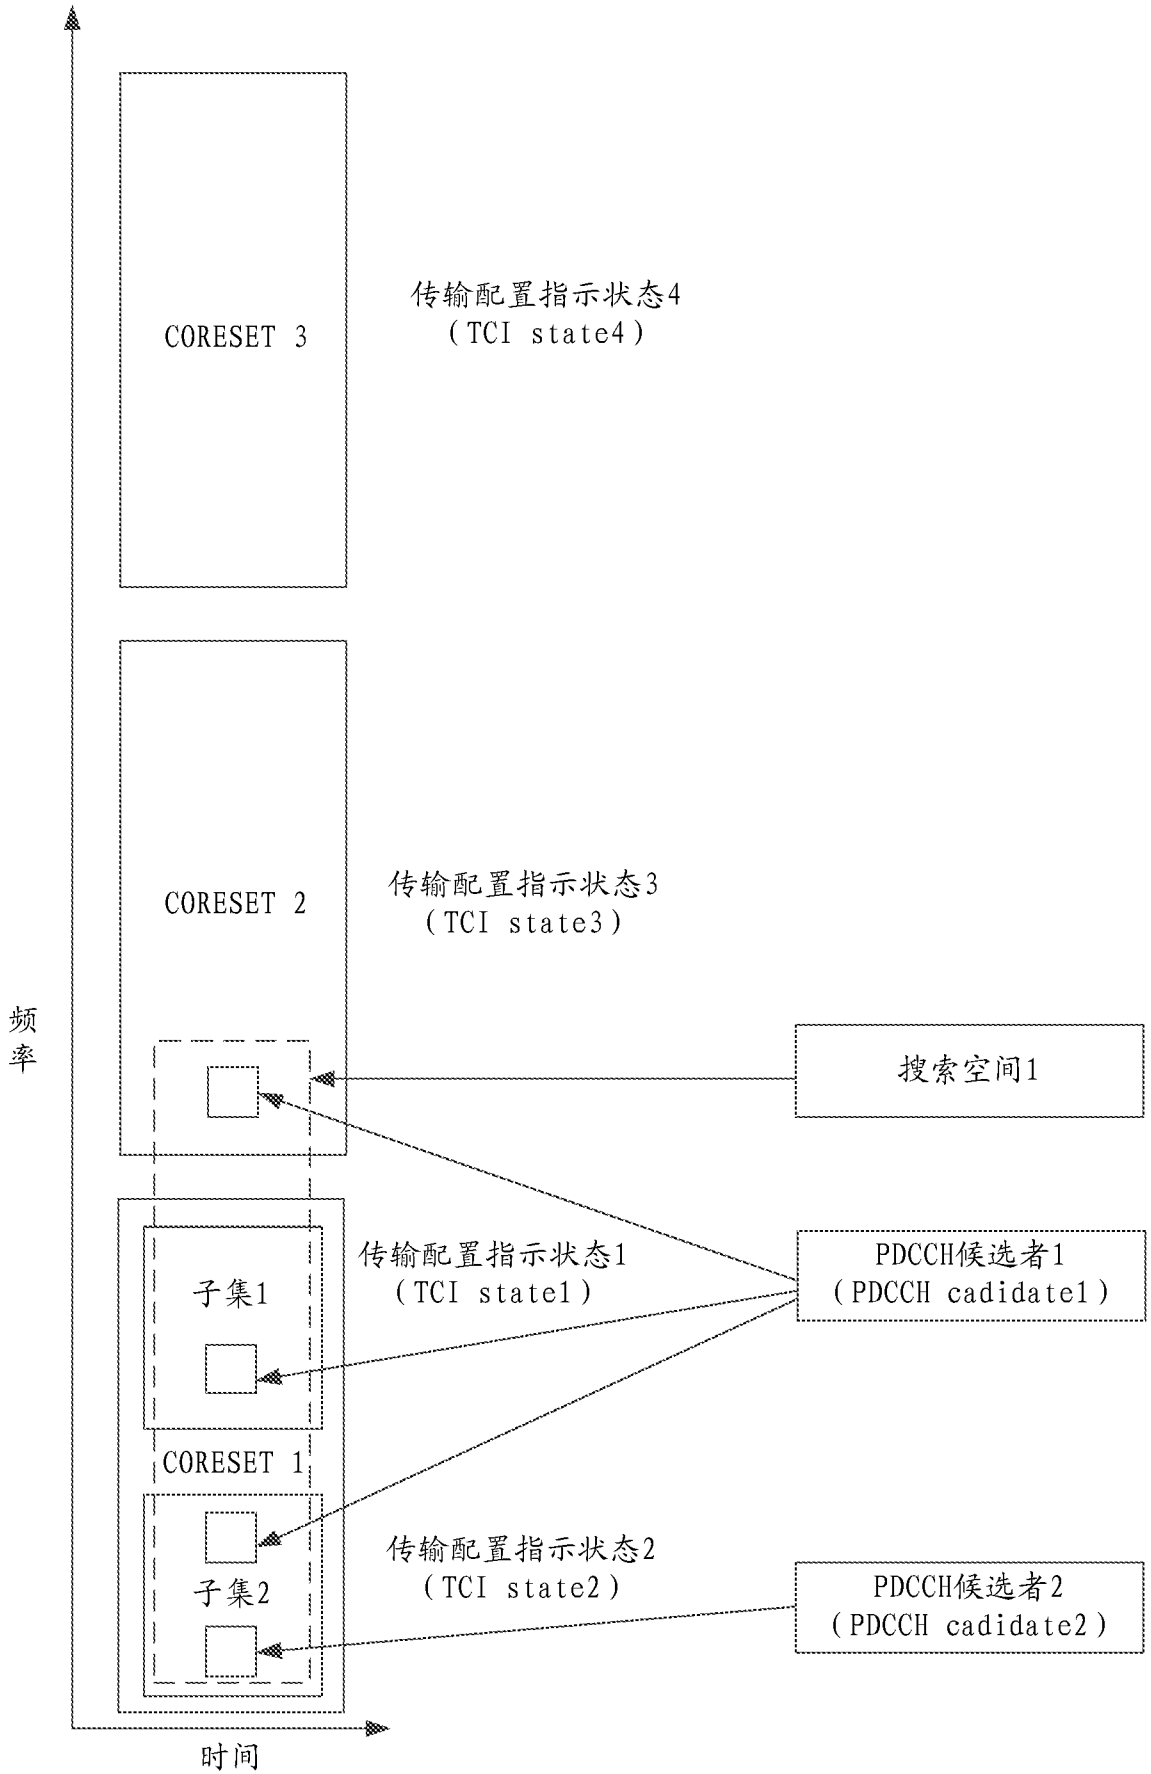 传输配置指示状态4
CORESET 3
(TCI state4)
传输配置指示状态3
CORESET 2
(TCI state3)
频率
搜索空间1
传输配置指示状态1
(TCI state1)
PDCCH候选者1
(PDCCH cadidate1)
子集1
CORESET 1
传输配置指示状态2
(TCI state2)
子集2
PDCCH候选者2
(PDCCH cadidate2)
时间